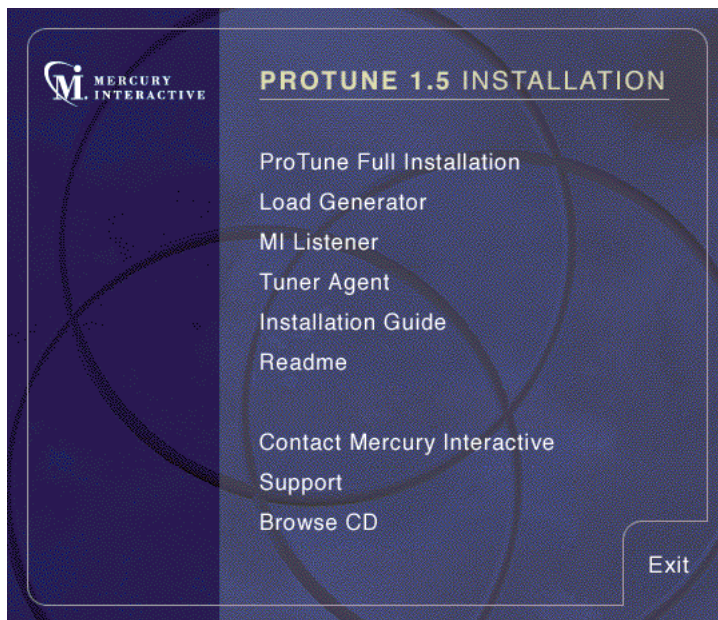 MERCURY
INTERACTIVE
PROTUNE 1.5 INSTALLATION
ProTune Full Installation
Load Generator
MI Listener
Tuner Agent
Installation Guide
Readme
Contact Mercury Interactive
Support
Browse CD
Exit